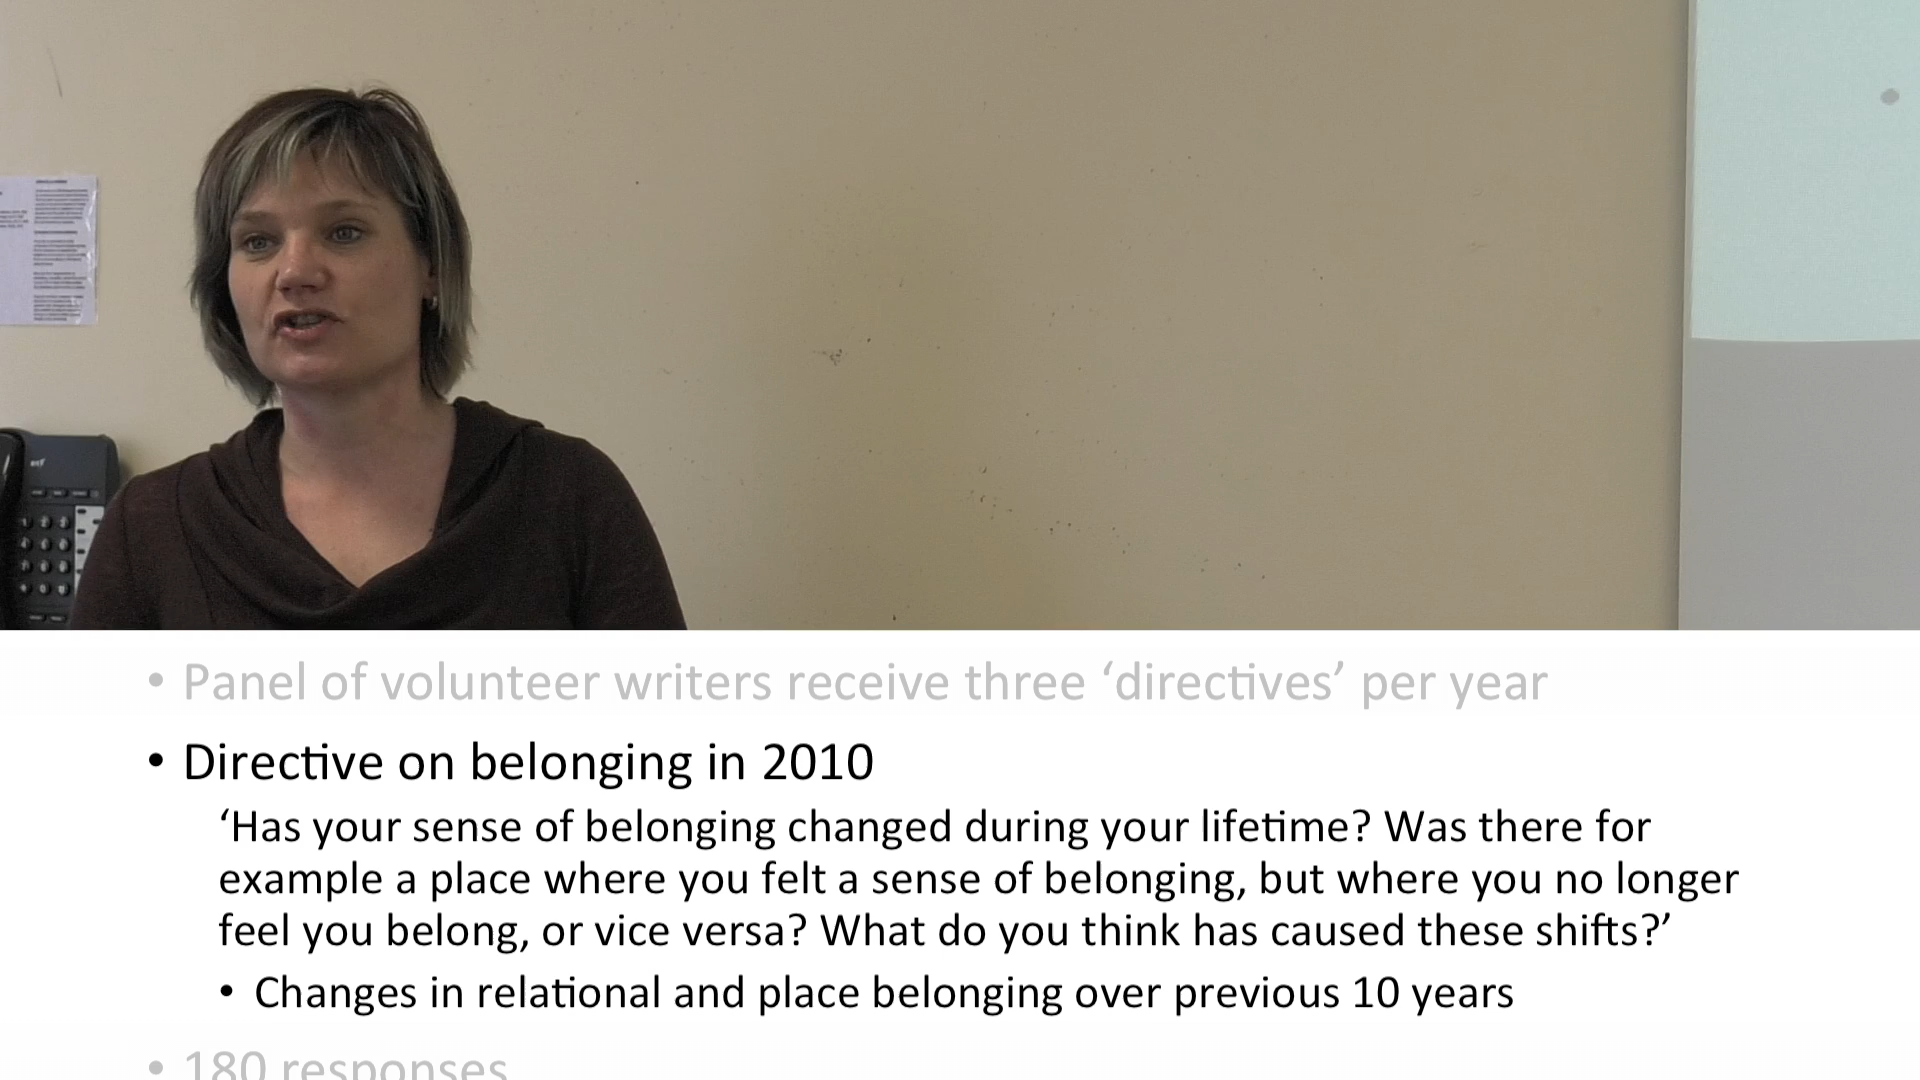 • Panel of volunteer writers receive three ‘directives’ per year
• Directive on belonging in 2010
‘Has your sense of belonging changed during your lifetime? Was there for
example a place where you felt a sense of belonging, but where you no longer
feel you belong, or vice versa? What do you think has caused these shifts?’
• Changes in relational and place belonging over previous 10 years
• 180 responses